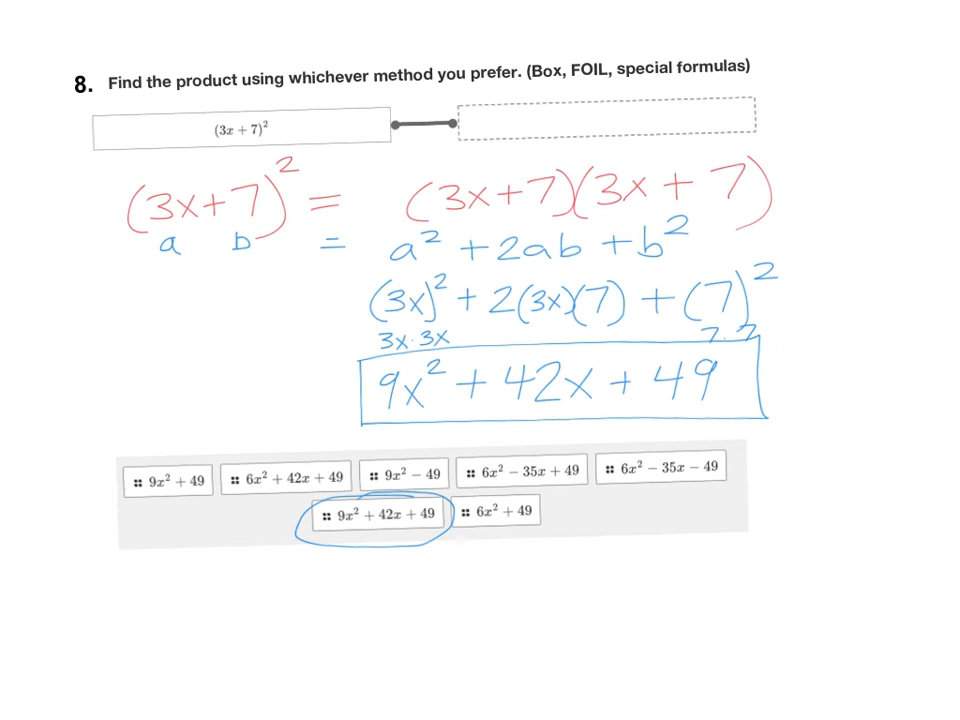 8. Find the product using whichever method you prefer. (Box, FOIL, special formulas)
(3x + 7)²
(3x+7)² = (3x+7)(3x+7)
a b = a² + 2ab + b²
(3x)² + 2(3x)(7) + (7)²
3x·3x 7·7
9x² + 42x + 49
:: 9x² + 49 :: 6x² + 42x + 49 :: 9x² − 49 :: 6x² − 35x + 49 :: 6x² − 35x − 49
:: 9x² + 42x + 49 :: 6x² + 49